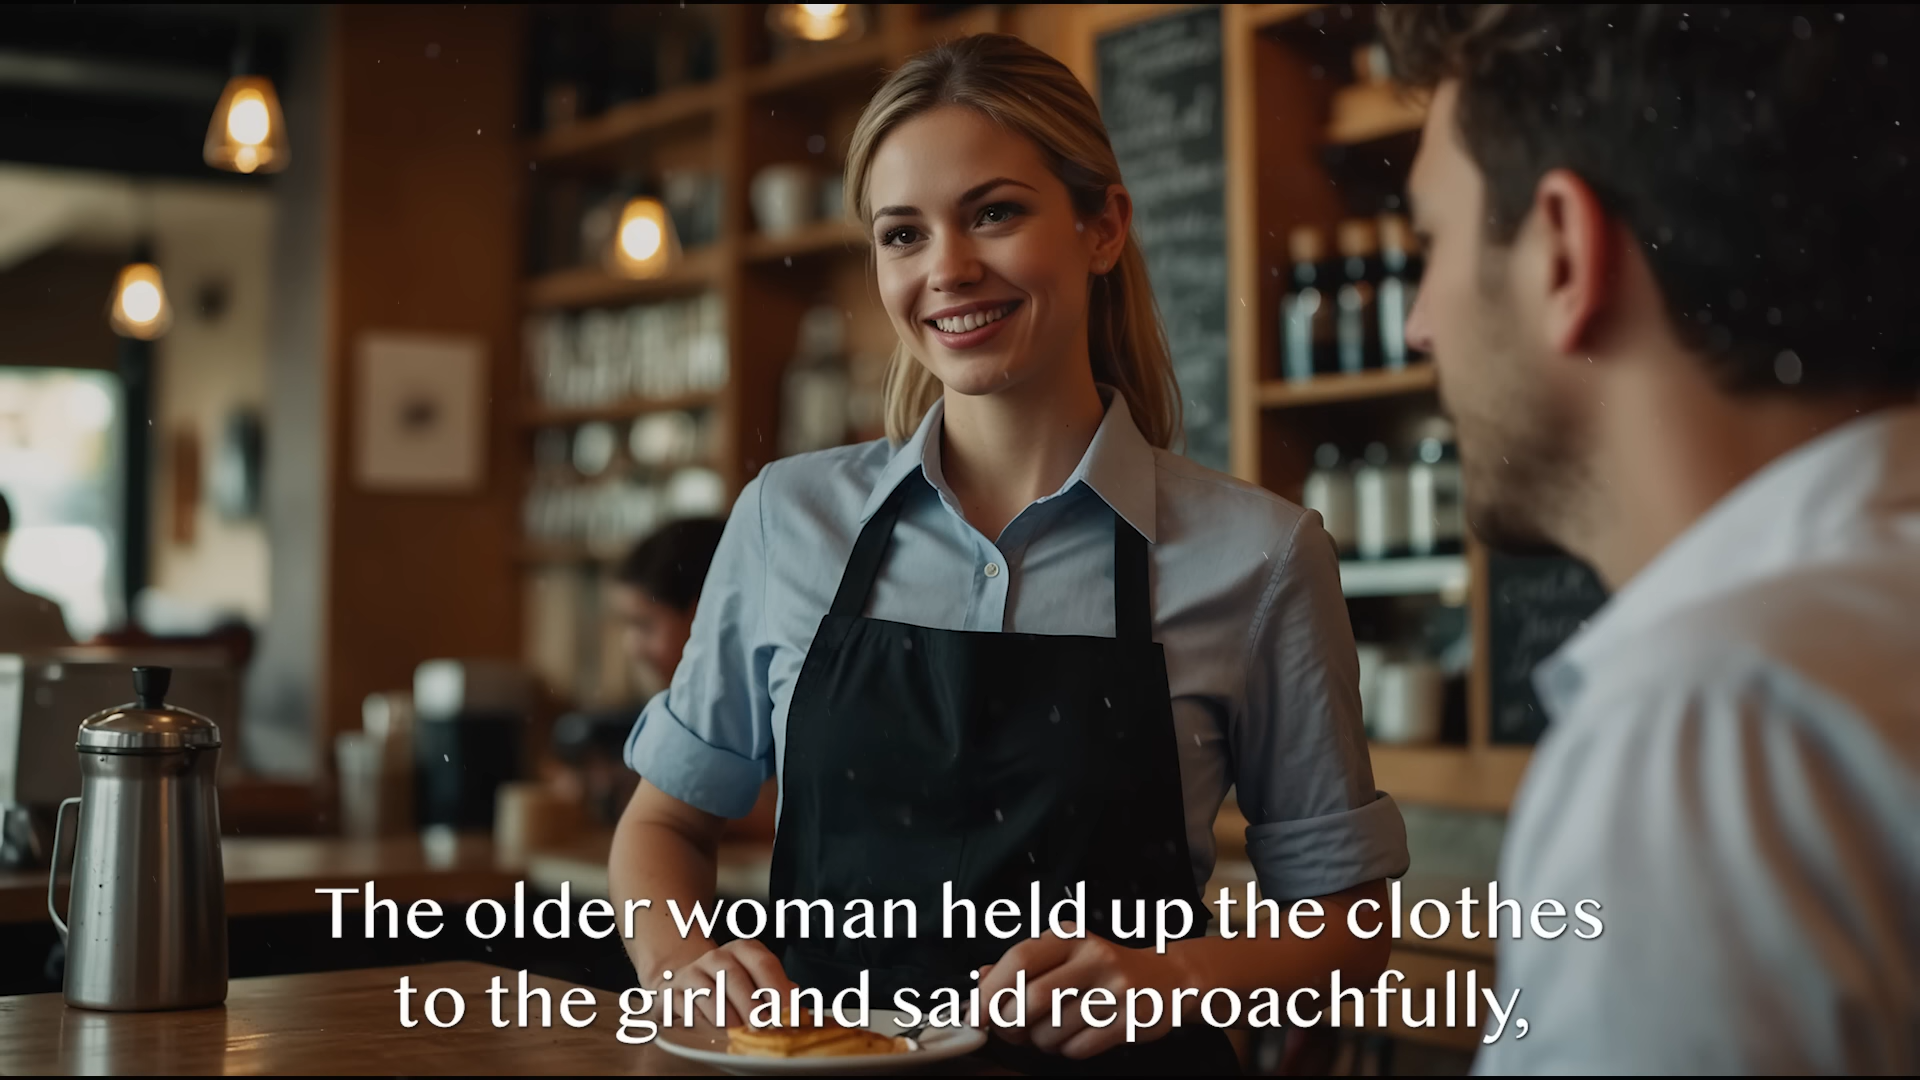 The older woman held up the clothes
to the girl and said reproachfully,